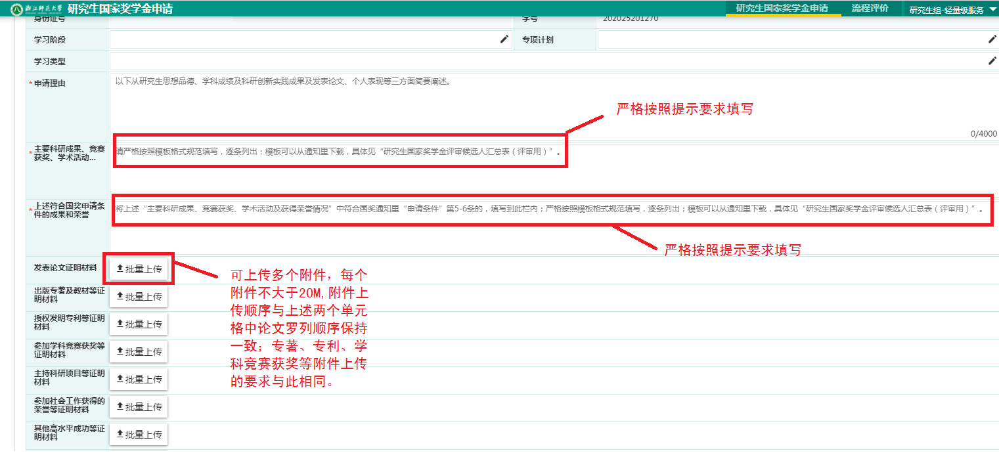 浙江师范大学 研究生国家奖学金申请
研究生国家奖学金申请 流程评价 研究生组-轻量级服务
身份证号 学号 202025201270
学习阶段 专项计划
学习类型
*申请理由
以下从研究生思想品德、学科成绩及科研创新实践成果及发表论文、个人表现等三方面简要阐述。
严格按照提示要求填写
0/4000
*主要科研成果、竞赛
获奖、学术活动...
请严格按照模板格式规范填写，逐条列出；模板可以从通知里下载，具体见“研究生国家奖学金评审候选人汇总表（评审用）”。
*上述符合国奖申请条
件的成果和荣誉
将上述“主要科研成果、竞赛获奖、学术活动及获得荣誉情况”中符合国奖通知里“申请条件”第5-6条的，填写到此栏内；严格按照模板格式规范填写，逐条列出；模板可以从通知里下载，具体见“研究生国家奖学金评审候选人汇总表（评审用）”。
严格按照提示要求填写
发表论文证明材料 批量上传
可上传多个附件，每个
附件不大于20M,附件上
传顺序与上述两个单元
格中论文罗列顺序保持
一致；专著、专利、学
科竞赛获奖等附件上传
的要求与此相同。
出版专著及教材等证
明材料
批量上传
授权发明专利等证明
材料
批量上传
参加学科竞赛获奖等
证明材料
批量上传
主持科研项目等证明
材料
批量上传
参加社会工作获得的
荣誉等证明材料
批量上传
其他高水平成功等证
明材料
批量上传